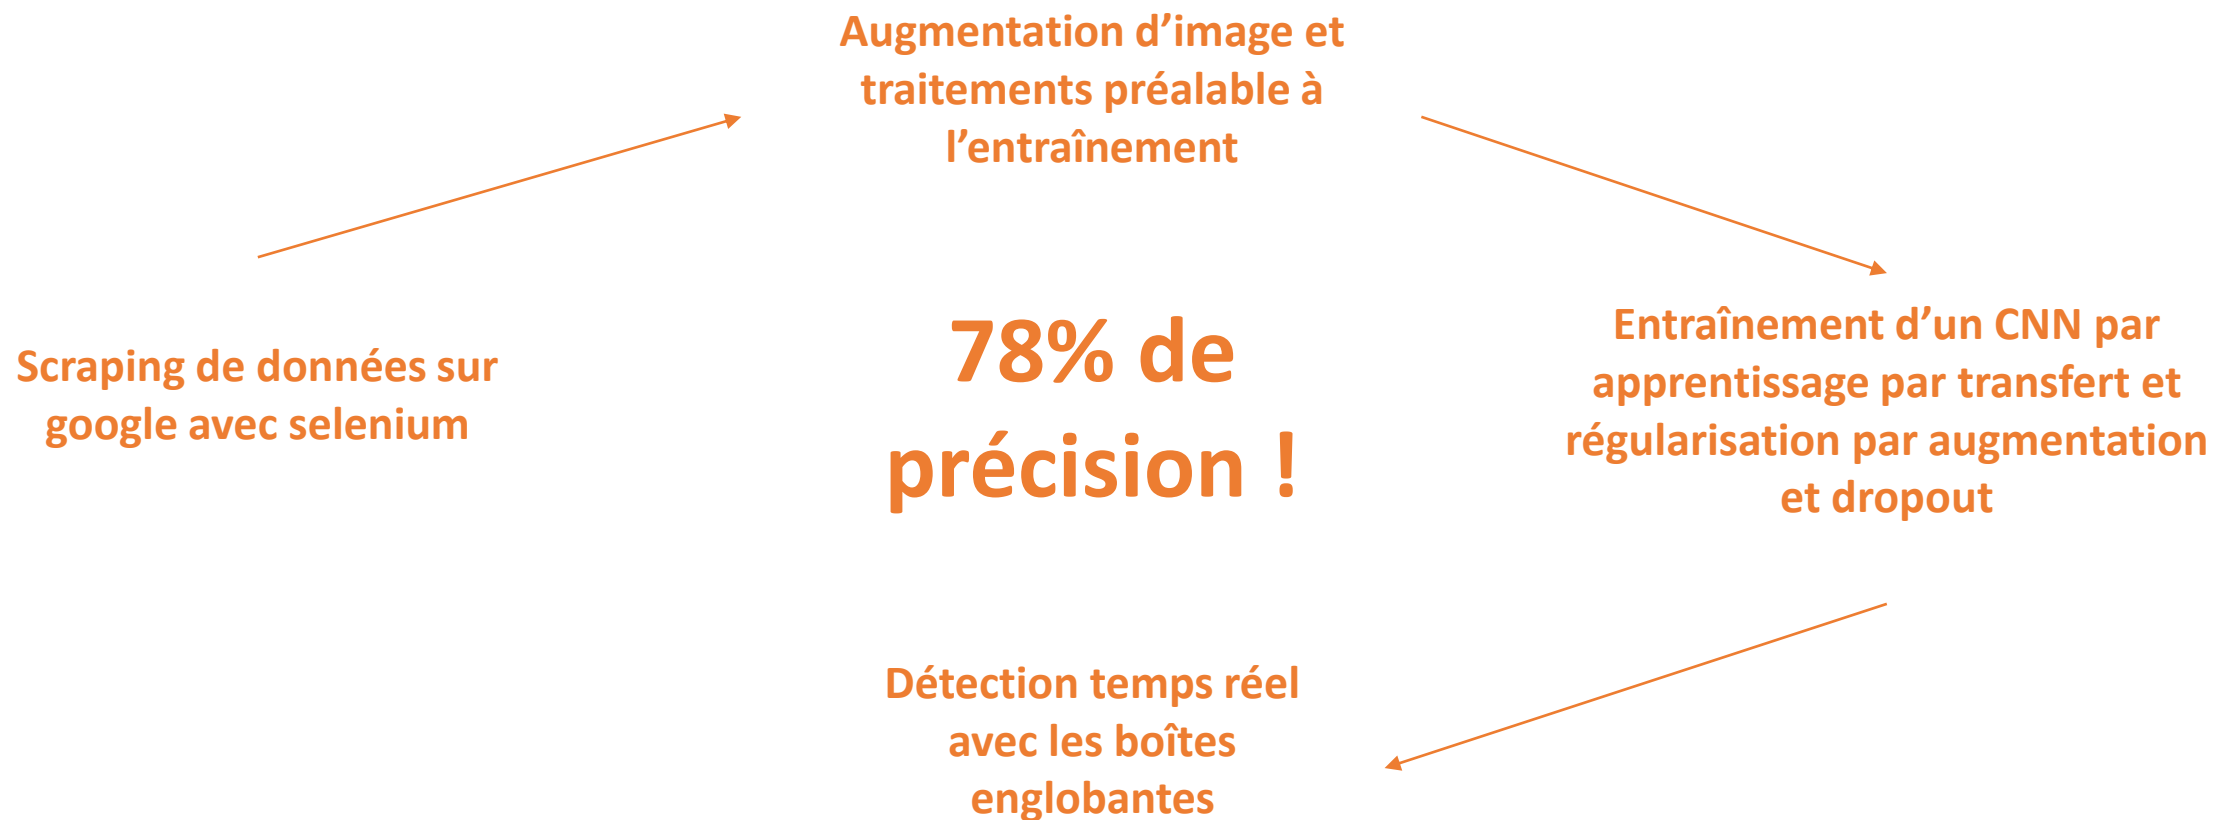 Augmentation d’image et
traitements préalable à
l’entraînement
Scraping de données sur
google avec selenium
78% de
précision !
Entraînement d’un CNN par
apprentissage par transfert et
régularisation par augmentation
et dropout
Détection temps réel
avec les boîtes
englobantes